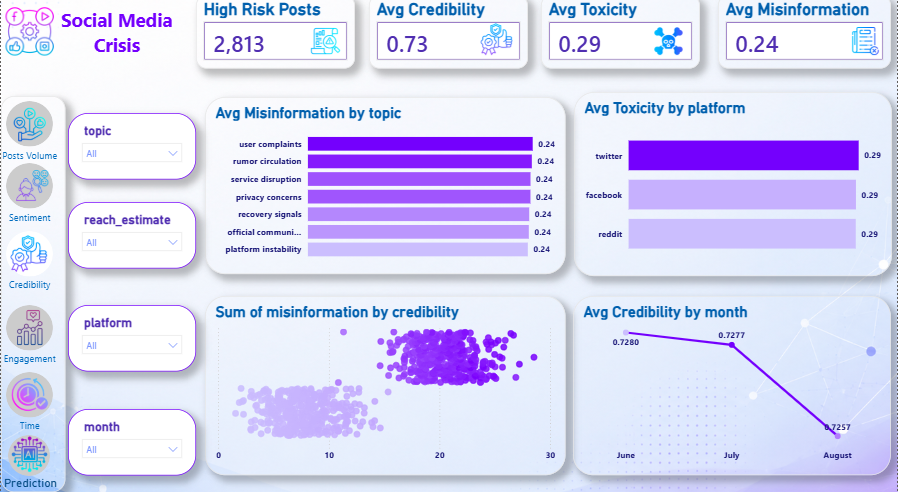 Social Media
Crisis
High Risk Posts
2,813
Avg Credibility
0.73
Avg Toxicity
0.29
Avg Misinformation
0.24
Posts Volume
Sentiment
Credibility
Engagement
Time
AI
Prediction
topic
All
reach_estimate
All
platform
All
month
All
Avg Misinformation by topic
user complaints 0.24
rumor circulation 0.24
service disruption 0.24
privacy concerns 0.24
recovery signals 0.24
official communi... 0.24
platform instability 0.24
Avg Toxicity by platform
twitter 0.29
facebook 0.29
reddit 0.29
Sum of misinformation by credibility
0 10 20 30
Avg Credibility by month
0.7280
0.7277
0.7257
June July August